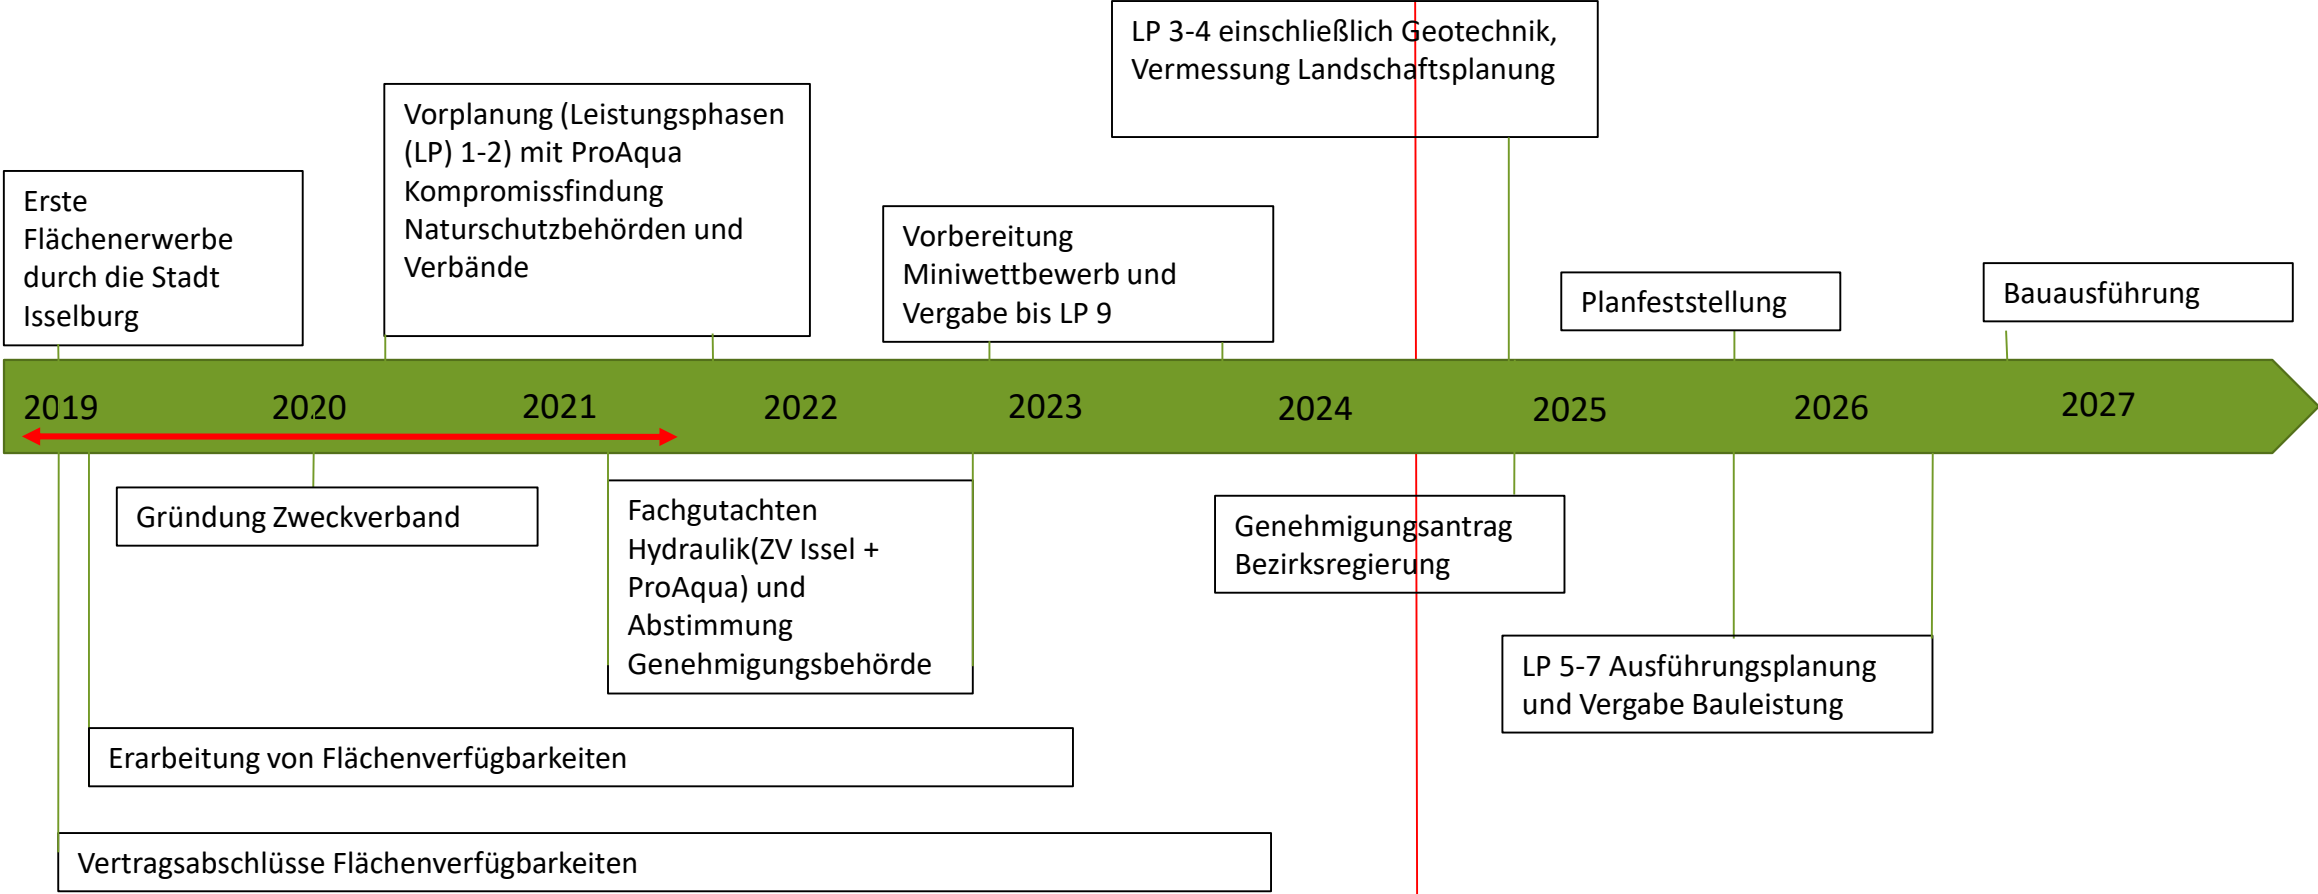 LP 3-4 einschließlich Geotechnik,
Vermessung Landschaftsplanung
Vorplanung (Leistungsphasen
(LP) 1-2) mit ProAqua
Kompromissfindung
Naturschutzbehörden und
Verbände
Erste
Flächenerwerbe
durch die Stadt
Isselburg
Vorbereitung
Miniwettbewerb und
Vergabe bis LP 9
Planfeststellung
Bauausführung
2019 2020 2021 2022 2023 2024 2025 2026 2027
Gründung Zweckverband
Fachgutachten
Hydraulik(ZV Issel +
ProAqua) und
Abstimmung
Genehmigungsbehörde
Genehmigungsantrag
Bezirksregierung
LP 5-7 Ausführungsplanung
und Vergabe Bauleistung
Erarbeitung von Flächenverfügbarkeiten
Vertragsabschlüsse Flächenverfügbarkeiten